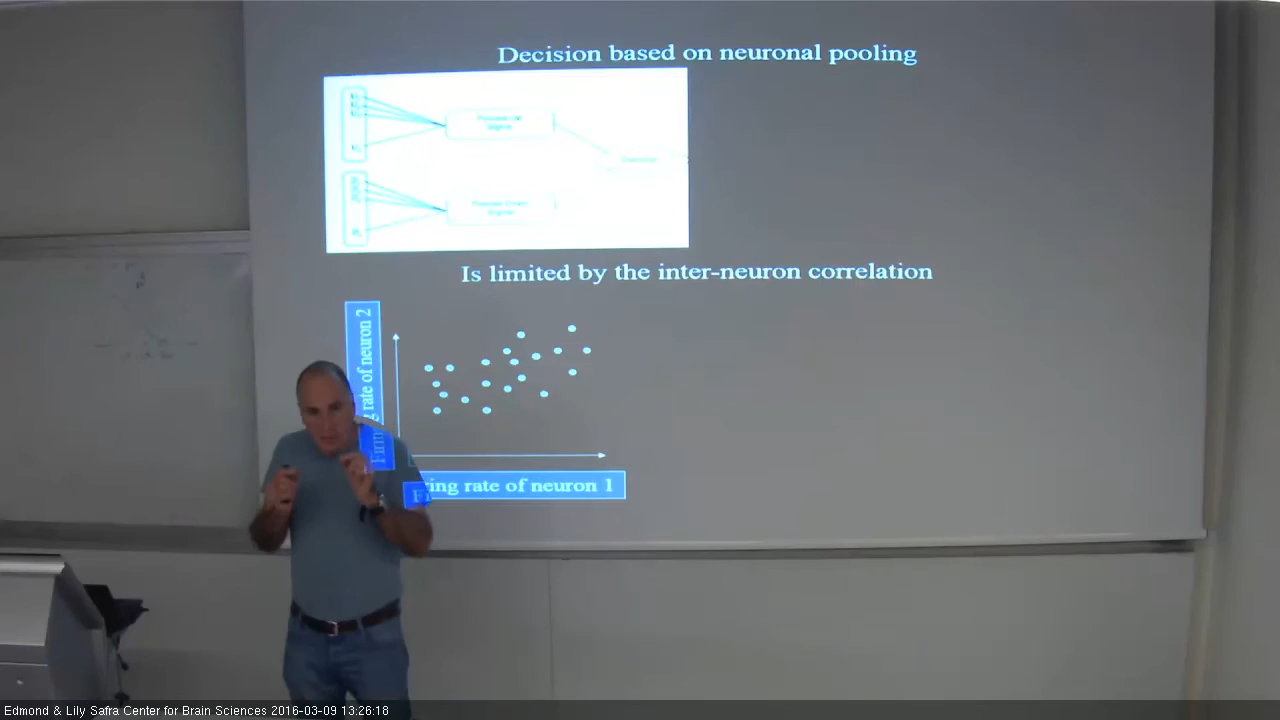 Decision based on neuronal pooling
Is limited by the inter-neuron correlation
rate of neuron 2
ring rate of neuron 1
Edmond & Lily Safra Center for Brain Sciences 2016-03-09 13:26:18